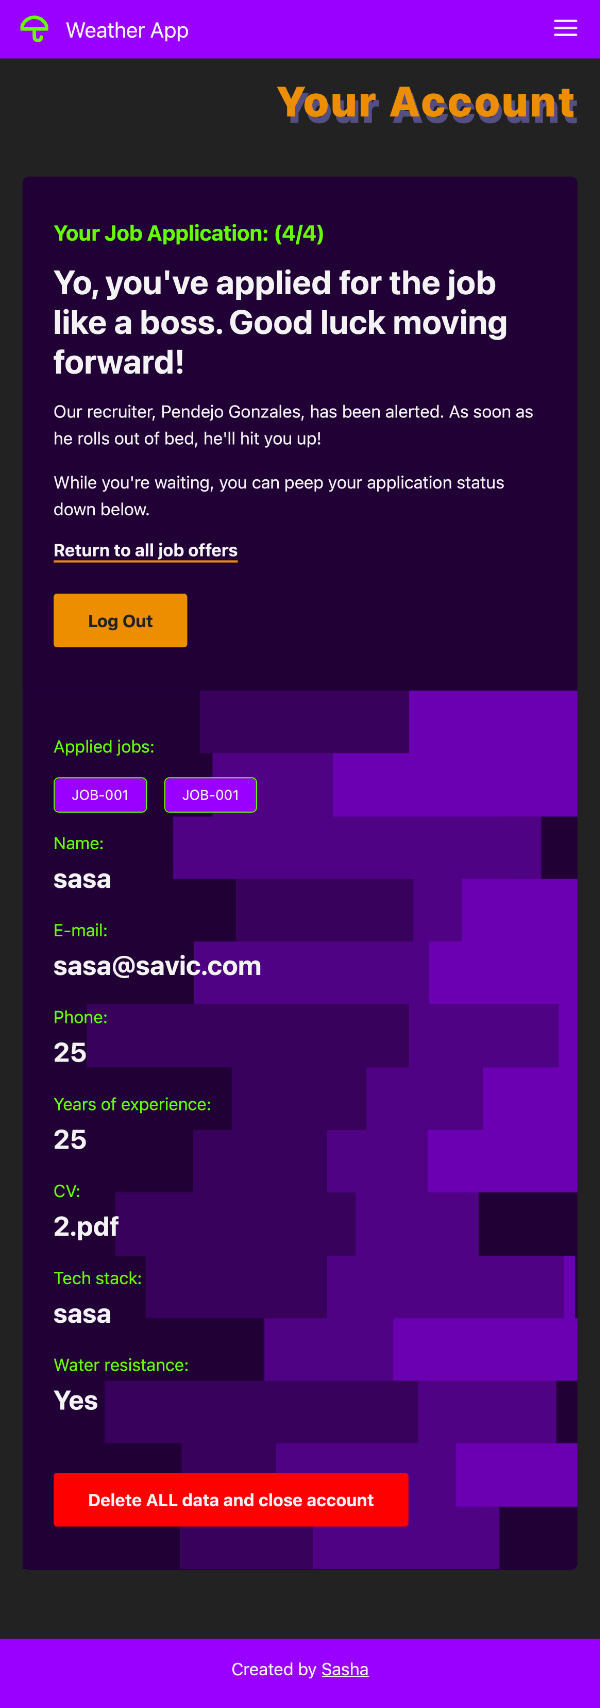 Weather App
Your Account
Your Job Application: (4/4)
Yo, you've applied for the job
like a boss. Good luck moving
forward!
Our recruiter, Pendejo Gonzales, has been alerted. As soon as
he rolls out of bed, he'll hit you up!
While you're waiting, you can peep your application status
down below.
Return to all job offers
Log Out
Applied jobs:
JOB-001 JOB-001
Name:
sasa
E-mail:
sasa@savic.com
Phone:
25
Years of experience:
25
CV:
2.pdf
Tech stack:
sasa
Water resistance:
Yes
Delete ALL data and close account
Created by Sasha